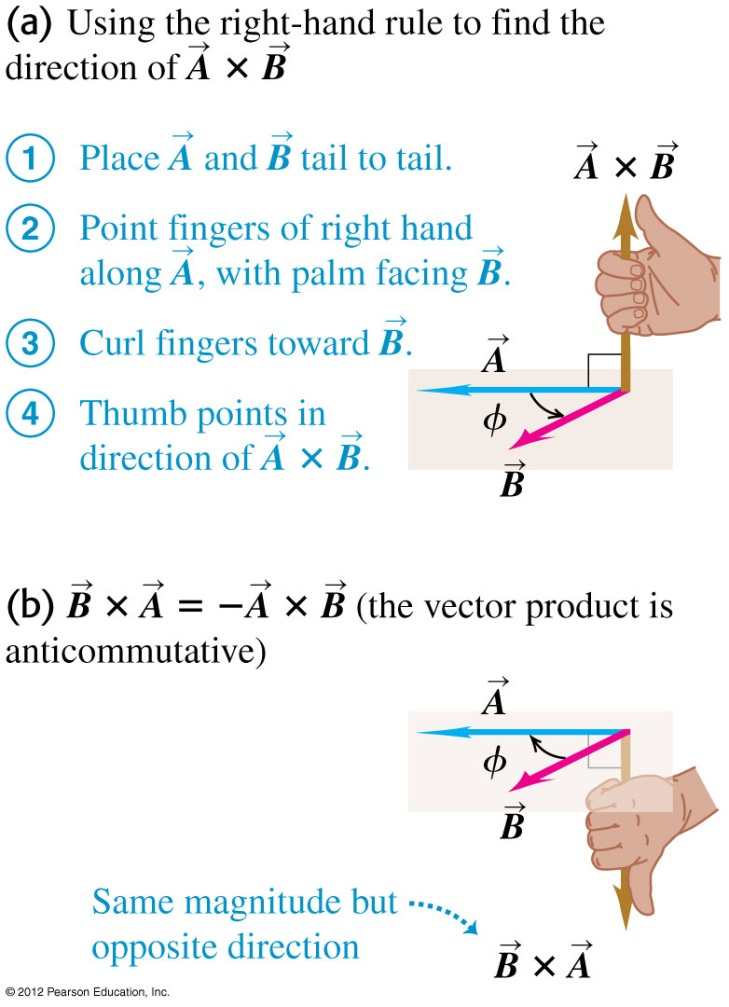 (a) Using the right-hand rule to find the
direction of A⃗ × B⃗
1 Place A⃗ and B⃗ tail to tail.
A⃗ × B⃗
2 Point fingers of right hand
along A⃗, with palm facing B⃗.
3 Curl fingers toward B⃗.
A⃗
4 Thumb points in
direction of A⃗ × B⃗.
ϕ
B⃗
(b) B⃗ × A⃗ = −A⃗ × B⃗ (the vector product is
anticommutative)
A⃗
ϕ
B⃗
Same magnitude but
opposite direction
B⃗ × A⃗
© 2012 Pearson Education, Inc.